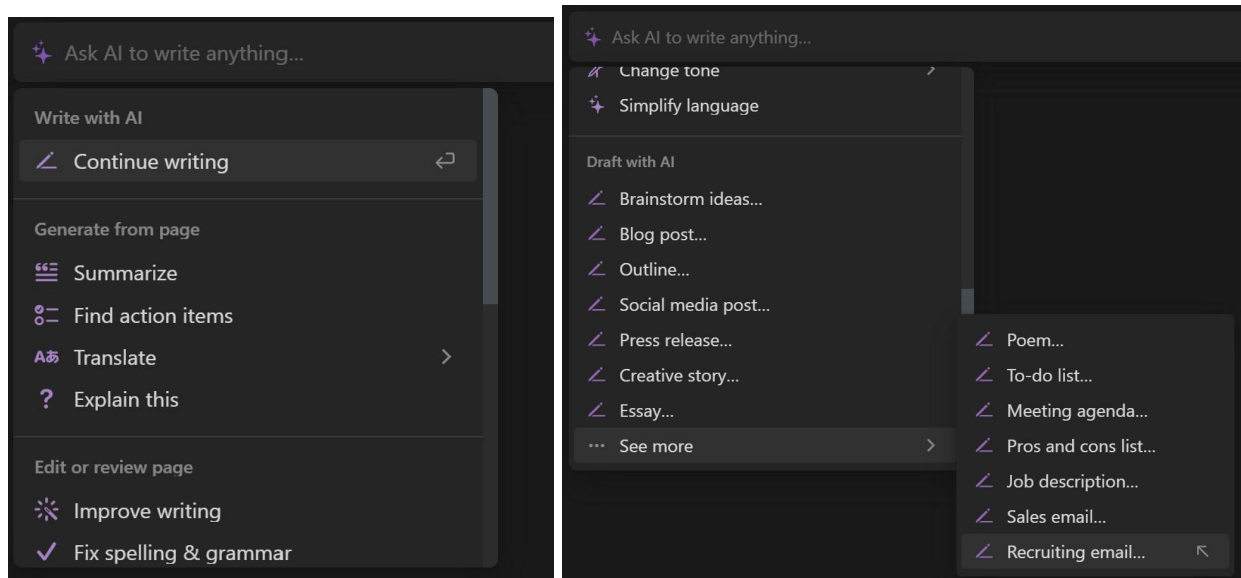 Ask AI to write anything...
Write with AI
Continue writing
Generate from page
Summarize
Find action items
Aあ Translate
? Explain this
Edit or review page
Improve writing
Fix spelling & grammar
Ask AI to write anything...
Change tone
Simplify language
Draft with AI
Brainstorm ideas...
Blog post...
Outline...
Social media post...
Press release...
Creative story...
Essay...
See more
Poem...
To-do list...
Meeting agenda...
Pros and cons list...
Job description...
Sales email...
Recruiting email...